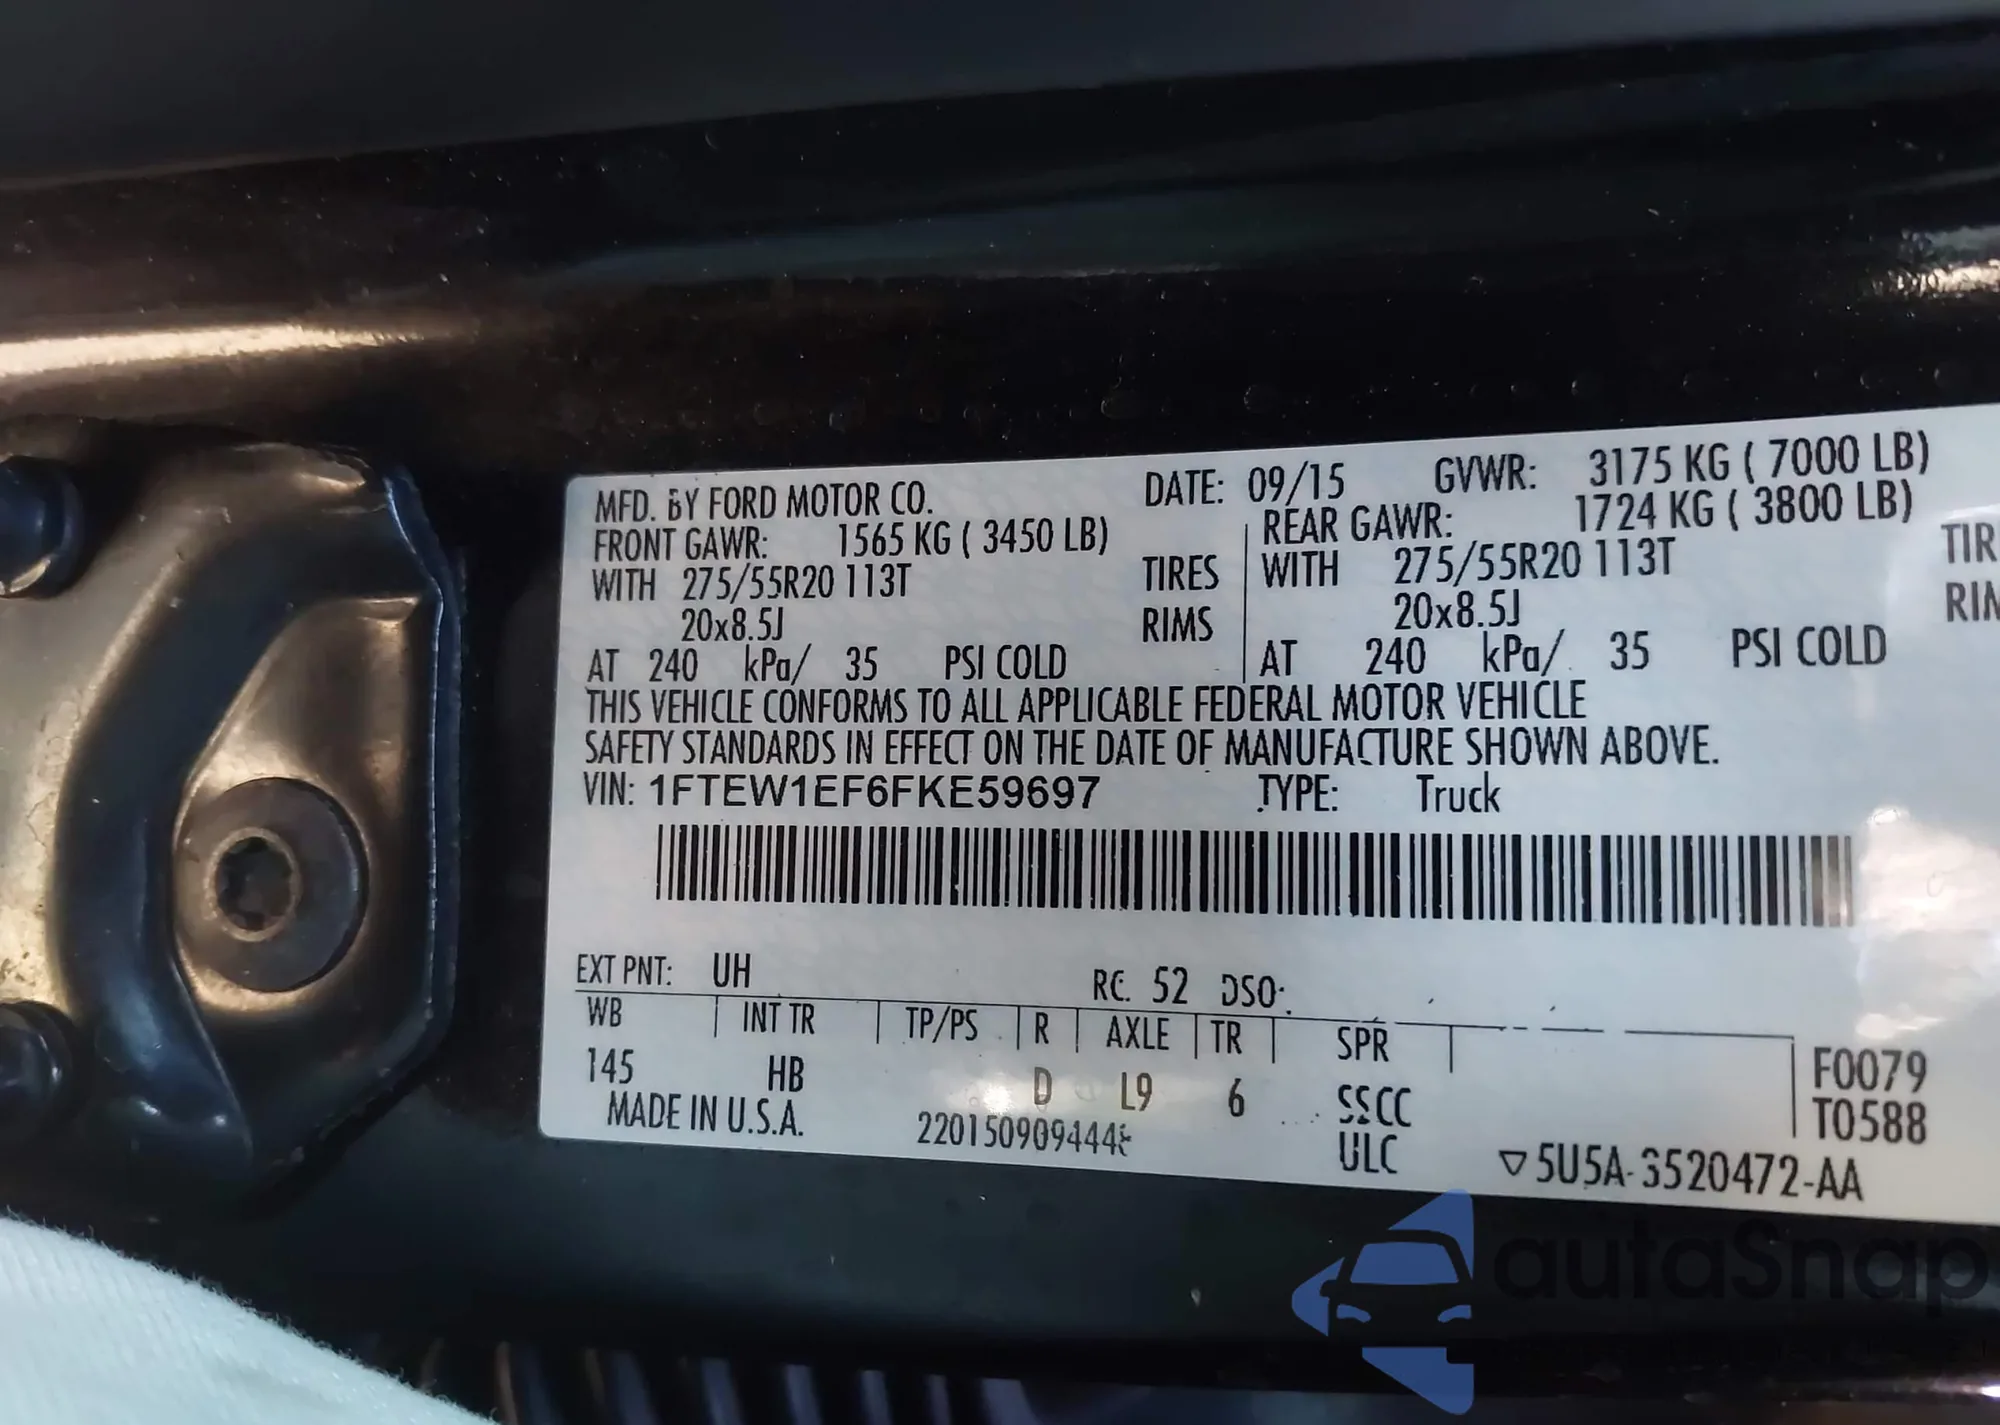 MFD. BY FORD MOTOR CO. DATE: 09/15 GVWR: 3175 KG ( 7000 LB)
FRONT GAWR: 1565 KG ( 3450 LB) REAR GAWR: 1724 KG ( 3800 LB)
WITH 275/55R20 113T TIRES WITH 275/55R20 113T TIR
20x8.5J RIMS 20x8.5J RIM
AT 240 kPa/ 35 PSI COLD AT 240 kPa/ 35 PSI COLD
THIS VEHICLE CONFORMS TO ALL APPLICABLE FEDERAL MOTOR VEHICLE
SAFETY STANDARDS IN EFFECT ON THE DATE OF MANUFACTURE SHOWN ABOVE.
VIN: 1FTEW1EF6FKE59697 TYPE: Truck
EXT PNT: UH RC: 52 DSO:
WB INT TR TP/PS R AXLE TR SPR
145 HB D L9 6 SSCC F0079
MADE IN U.S.A. ULC T0588
▽5U5A-3520472-AA
autoSnap